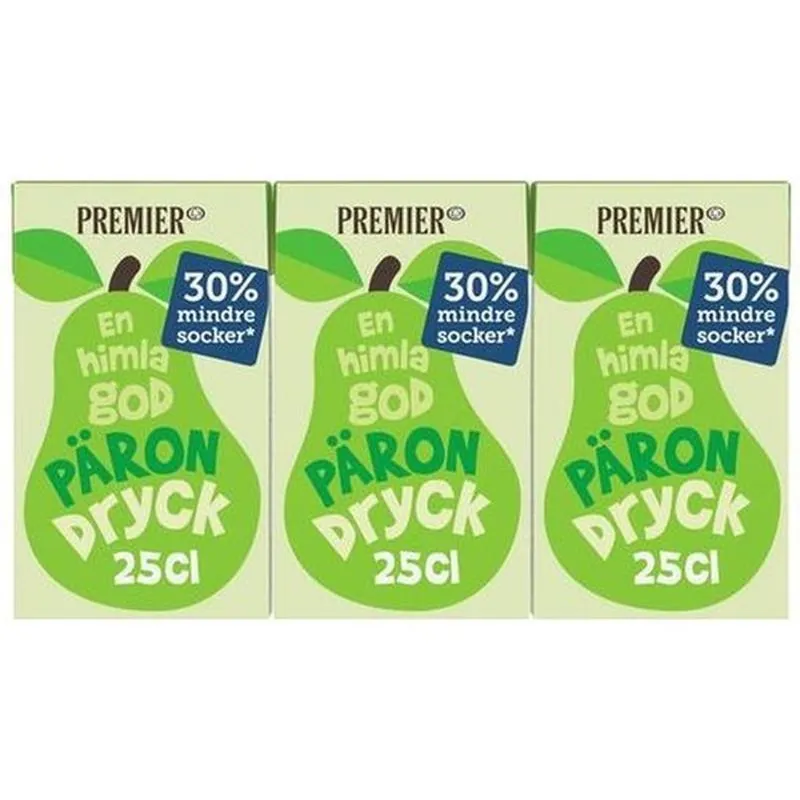 PREMIER
30%
mindre
socker*
En
himla
god
PÄRON
Dryck
25cl
PREMIER
30%
mindre
socker*
En
himla
god
PÄRON
Dryck
25cl
PREMIER
30%
mindre
socker*
En
himla
god
PÄRON
Dryck
25cl